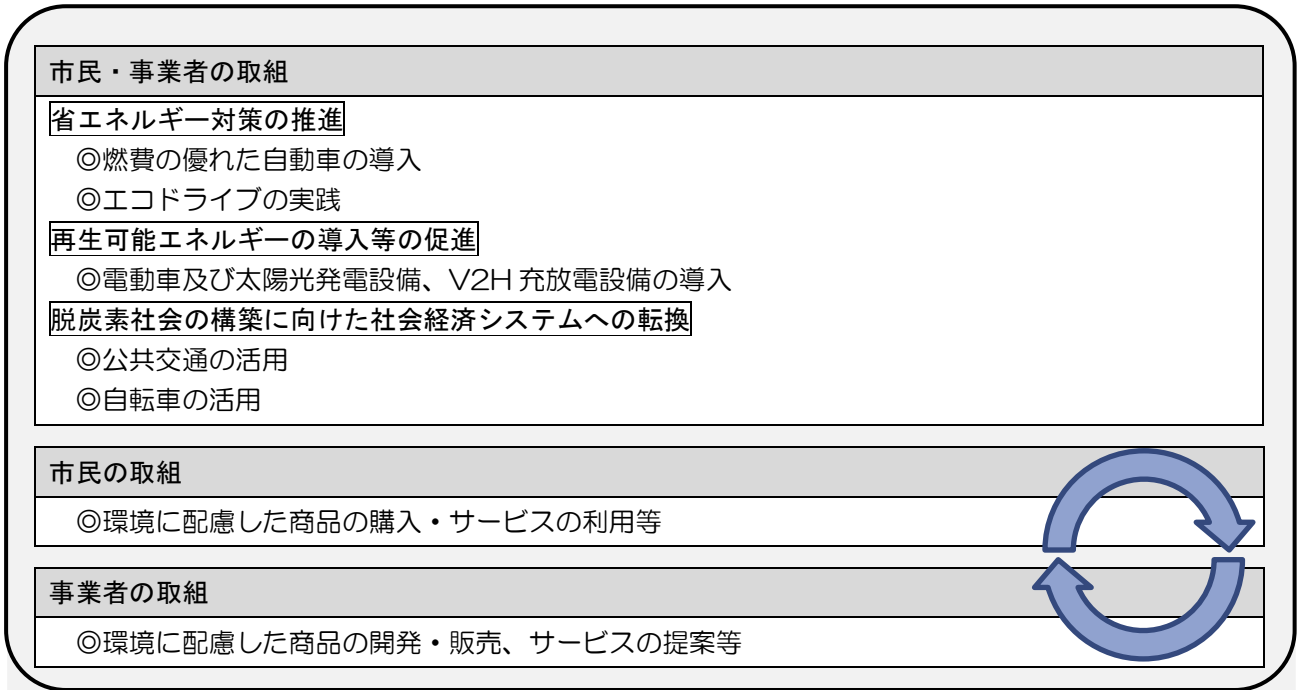 市民・事業者の取組
省エネルギー対策の推進
◎燃費の優れた自動車の導入
◎エコドライブの実践
再生可能エネルギーの導入等の促進
◎電動車及び太陽光発電設備、V2H 充放電設備の導入
脱炭素社会の構築に向けた社会経済システムへの転換
◎公共交通の活用
◎自転車の活用
市民の取組
◎環境に配慮した商品の購入・サービスの利用等
事業者の取組
◎環境に配慮した商品の開発・販売、サービスの提案等